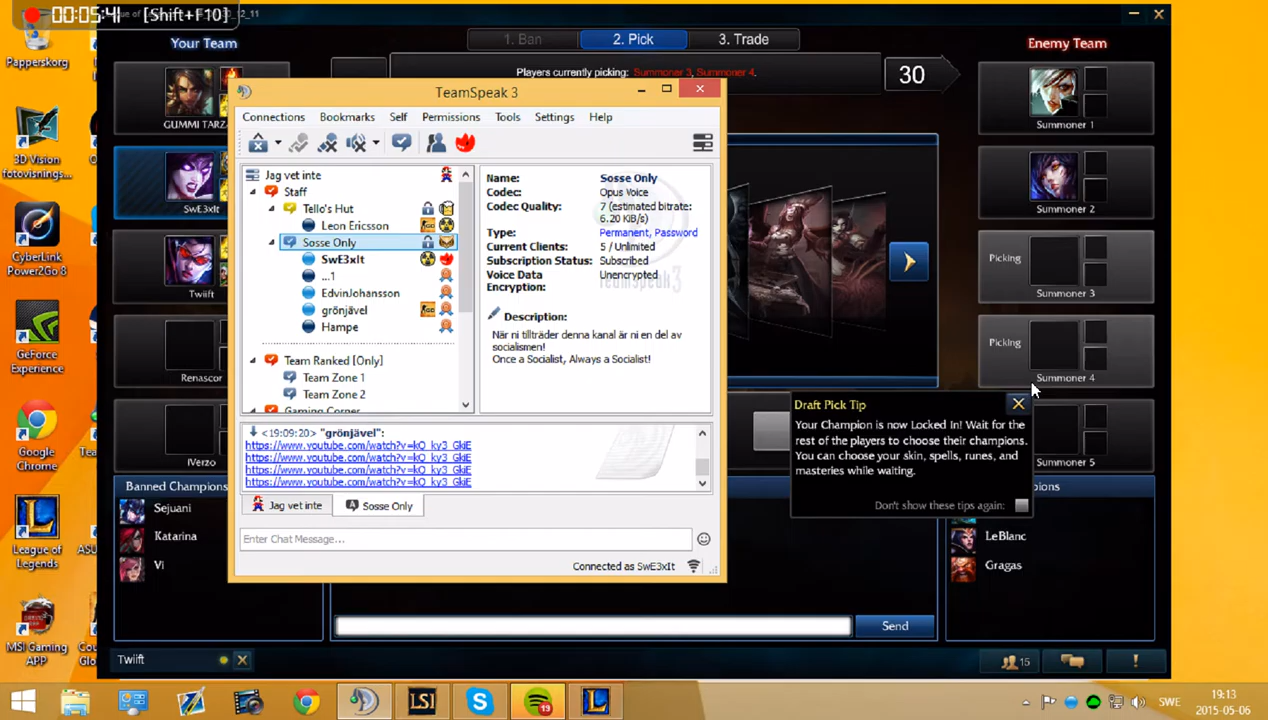 00:05:41 [Shift+F10]
Papperskorg
3D Vision
fotovisnings...
CyberLink
Power2Go 8
GeForce
Experience
Google
Chrome
League of
Legends
MSI Gaming
APP
Your Team
1. Ban
2. Pick
3. Trade
Enemy Team
Players currently picking: Summoner 3, Summoner 4.
30
GUMMI TARZ
SwE3xIt
Twiift
Renascor
IVerzo
Summoner 1
Summoner 2
Picking
Summoner 3
Picking
Summoner 4
Summoner 5
TeamSpeak 3
Connections Bookmarks Self Permissions Tools Settings Help
Jag vet inte
Staff
Tello's Hut
Leon Ericsson
Sosse Only
SwE3xIt
...1
EdvinJohansson
grönjävel
Hampe
Team Ranked [Only]
Team Zone 1
Team Zone 2
Gaming Corner
Name: Sosse Only
Codec: Opus Voice
Codec Quality: 7 (estimated bitrate:
6.20 KiB/s)
Type: Permanent, Password
Current Clients: 5 / Unlimited
Subscription Status: Subscribed
Voice Data Unencrypted
Encryption:
Description:
När ni tillträder denna kanal är ni en del av
socialismen!
Once a Socialist, Always a Socialist!
<19:09:20> "grönjävel":
https://www.youtube.com/watch?v=kQ_ky3_GkiE
https://www.youtube.com/watch?v=kQ_ky3_GkiE
https://www.youtube.com/watch?v=kQ_ky3_GkiE
https://www.youtube.com/watch?v=kQ_ky3_GkiE
Jag vet inte
Sosse Only
Enter Chat Message...
Connected as SwE3xIt
Draft Pick Tip
Your Champion is now Locked In! Wait for the
rest of the players to choose their champions.
You can choose your skin, spells, runes, and
masteries while waiting.
Don't show these tips again:
Banned Champions
Sejuani
Katarina
Vi
LeBlanc
Gragas
Send
Twiift
15
19
SWE
19:13
2015-05-06